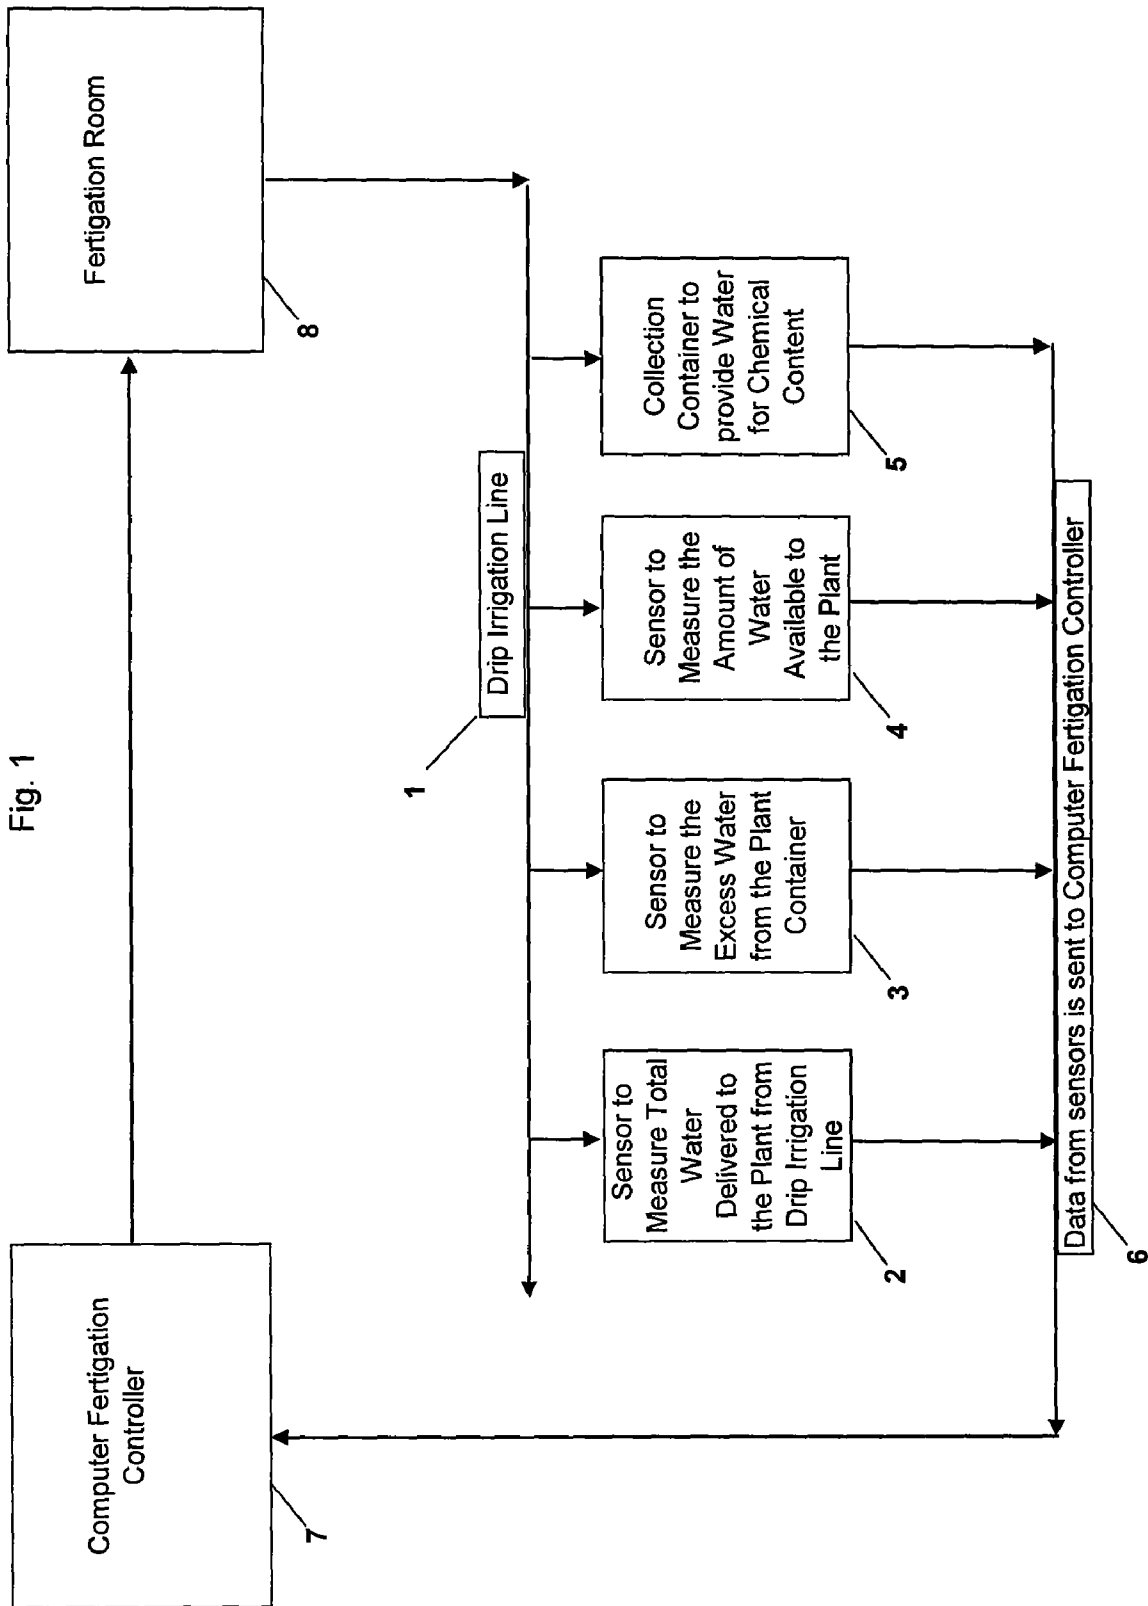 Fig. 1
Computer Fertigation
Controller
7
Fertigation Room
8
1
Drip Irrigation Line
Sensor to
Measure Total
Water
Delivered to
the Plant from
Drip Irrigation
Line
2
Sensor to
Measure the
Excess Water
from the Plant
Container
3
Sensor to
Measure the
Amount of
Water
Available to
the Plant
4
Collection
Container to
provide Water
for Chemical
Content
5
Data from sensors is sent to Computer Fertigation Controller
6